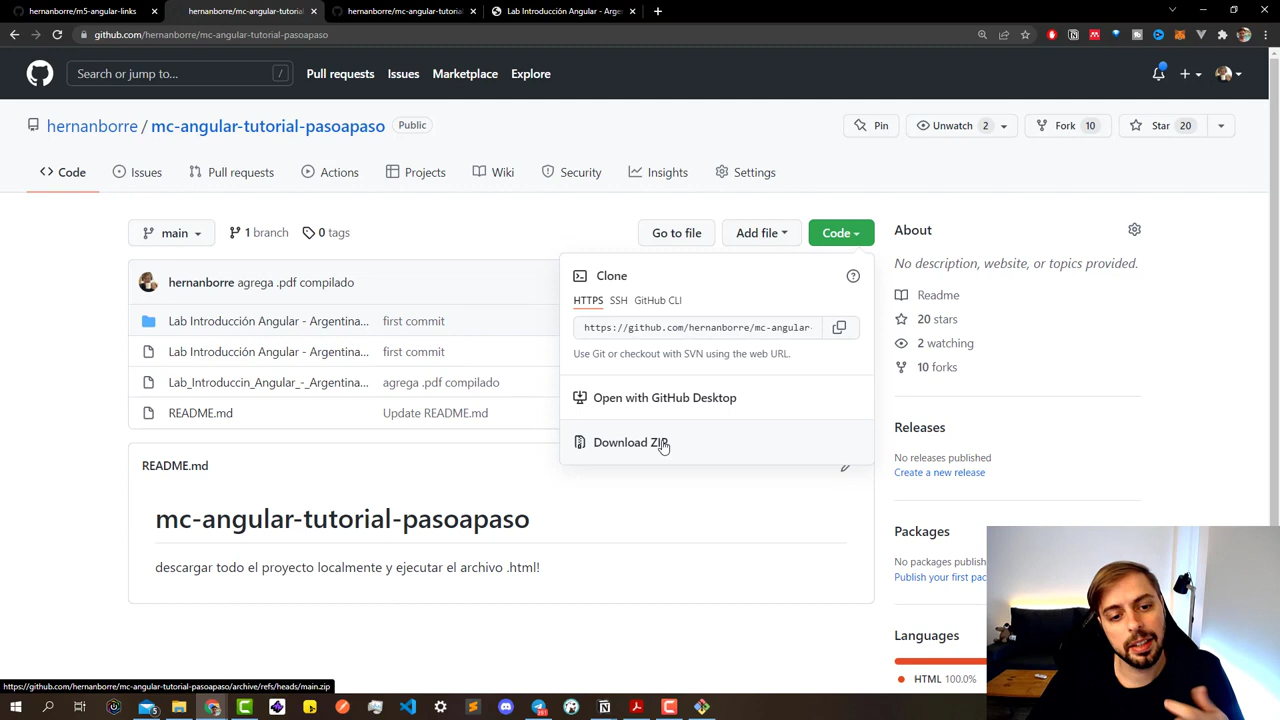 hernanborre/m5-angular-links
hernanborre/mc-angular-tutorial
hernanborre/mc-angular-tutorial
Lab Introducción Angular - Arge
github.com/hernanborre/mc-angular-tutorial-pasoapaso
Search or jump to... /
Pull requests Issues Marketplace Explore
hernanborre / mc-angular-tutorial-pasoapaso Public
Pin Unwatch 2 Fork 10 Star 20
Code Issues Pull requests Actions Projects Wiki Security Insights Settings
main 1 branch 0 tags Go to file Add file Code
hernanborre agrega .pdf compilado
Lab Introducción Angular - Argentina... first commit
Lab Introducción Angular - Argentina... first commit
Lab_Introduccin_Angular_-_Argentina... agrega .pdf compilado
README.md Update README.md
Clone
HTTPS SSH GitHub CLI
https://github.com/hernanborre/mc-angular-
Use Git or checkout with SVN using the web URL.
Open with GitHub Desktop
Download ZIP
README.md
mc-angular-tutorial-pasoapaso
descargar todo el proyecto localmente y ejecutar el archivo .html!
About
No description, website, or topics provided.
Readme
20 stars
2 watching
10 forks
Releases
No releases published
Create a new release
Packages
No packages publish
Publish your first pac
Languages
HTML 100.0%
https://github.com/hernanborre/mc-angular-tutorial-pasoapaso/archive/refs/heads/main.zip